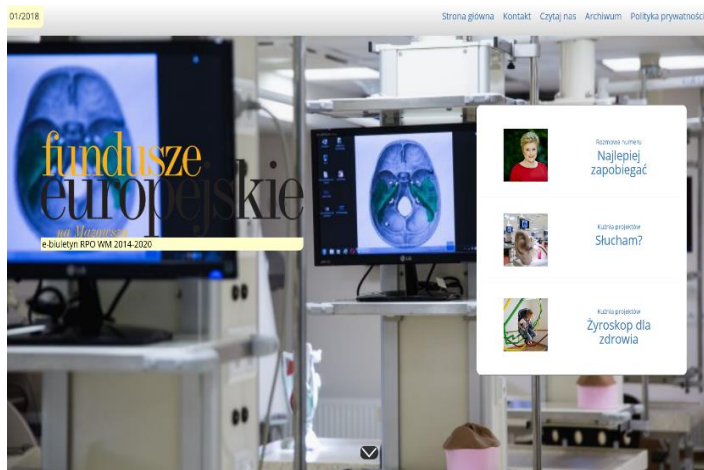 01/2018
Strona główna Kontakt Czytaj nas Archiwum Polityka prywatności
fundusze
europejskie
na Mazowszu
e-biuletyn RPO WM 2014-2020
Rozmowa numeru
Najlepiej
zapobiegać
Kuźnia projektów
Słucham?
Kuźnia projektów
Żyroskop dla
zdrowia
LG